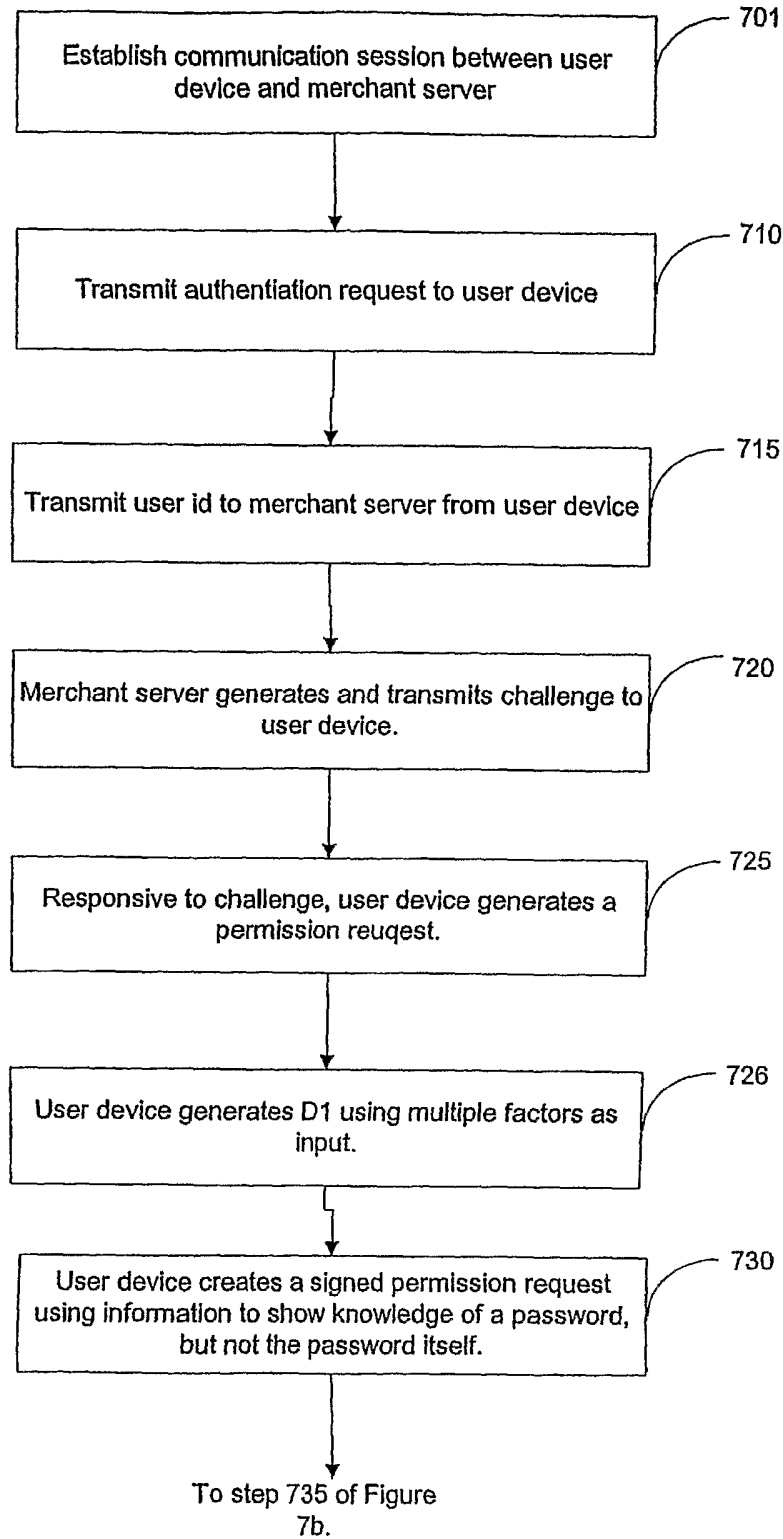 701
Establish communication session between user
device and merchant server
710
Transmit authentiation request to user device
715
Transmit user id to merchant server from user device
720
Merchant server generates and transmits challenge to
user device.
725
Responsive to challenge, user device generates a
permission reuqest.
726
User device generates D1 using multiple factors as
input.
730
User device creates a signed permission request
using information to show knowledge of a password,
but not the password itself.
To step 735 of Figure
7b.